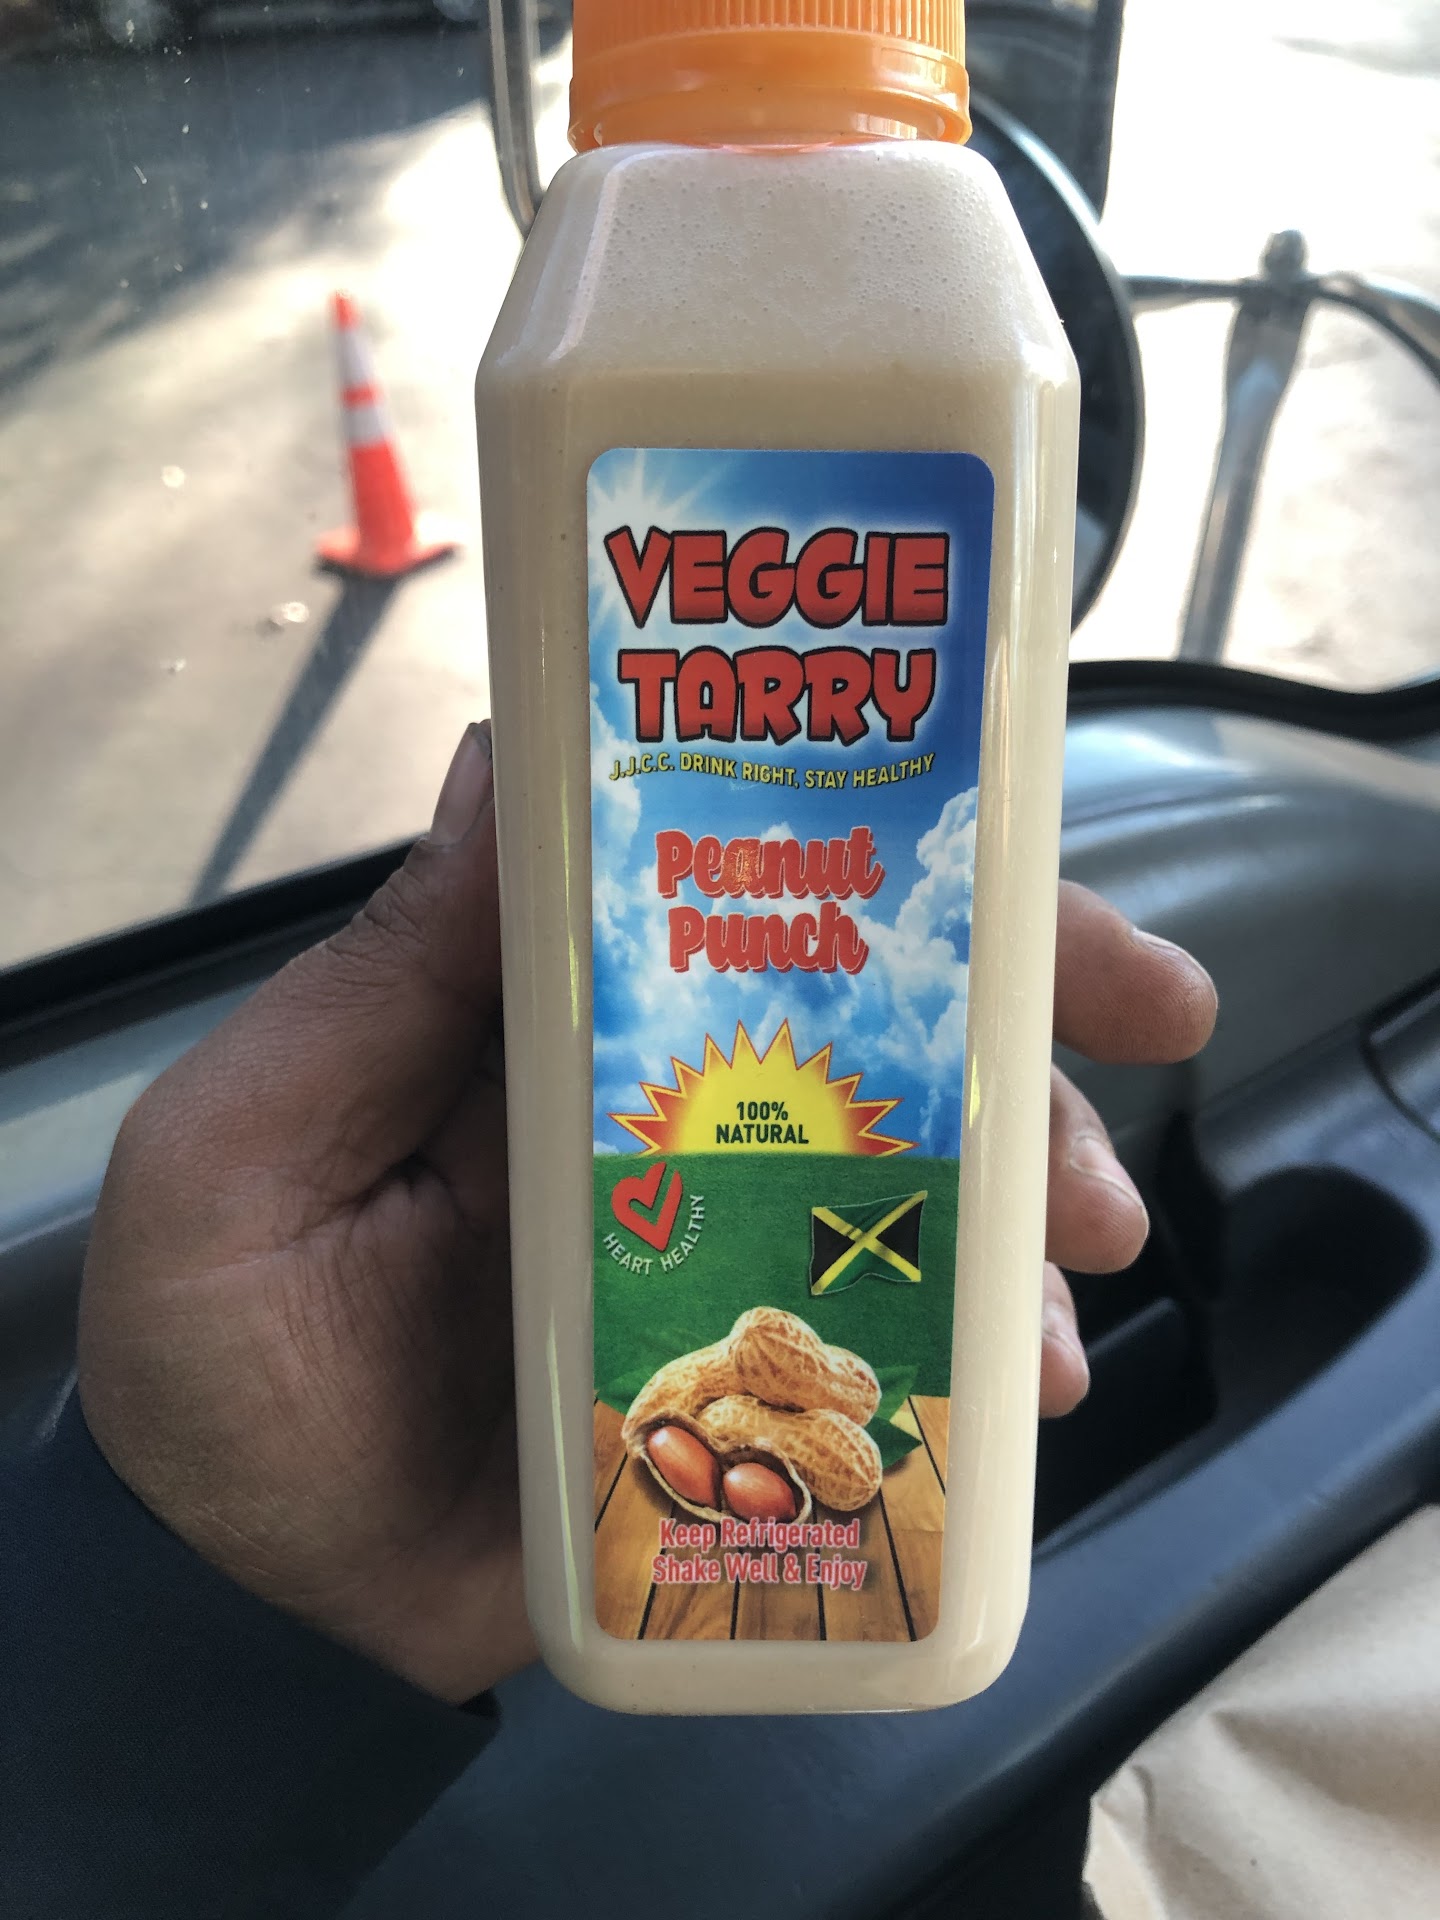 VEGGIE
TARRY
J.J.C.C. DRINK RIGHT, STAY HEALTHY
Peanut
Punch
100%
NATURAL
HEART HEALTHY
Keep Refrigerated
Shake Well & Enjoy